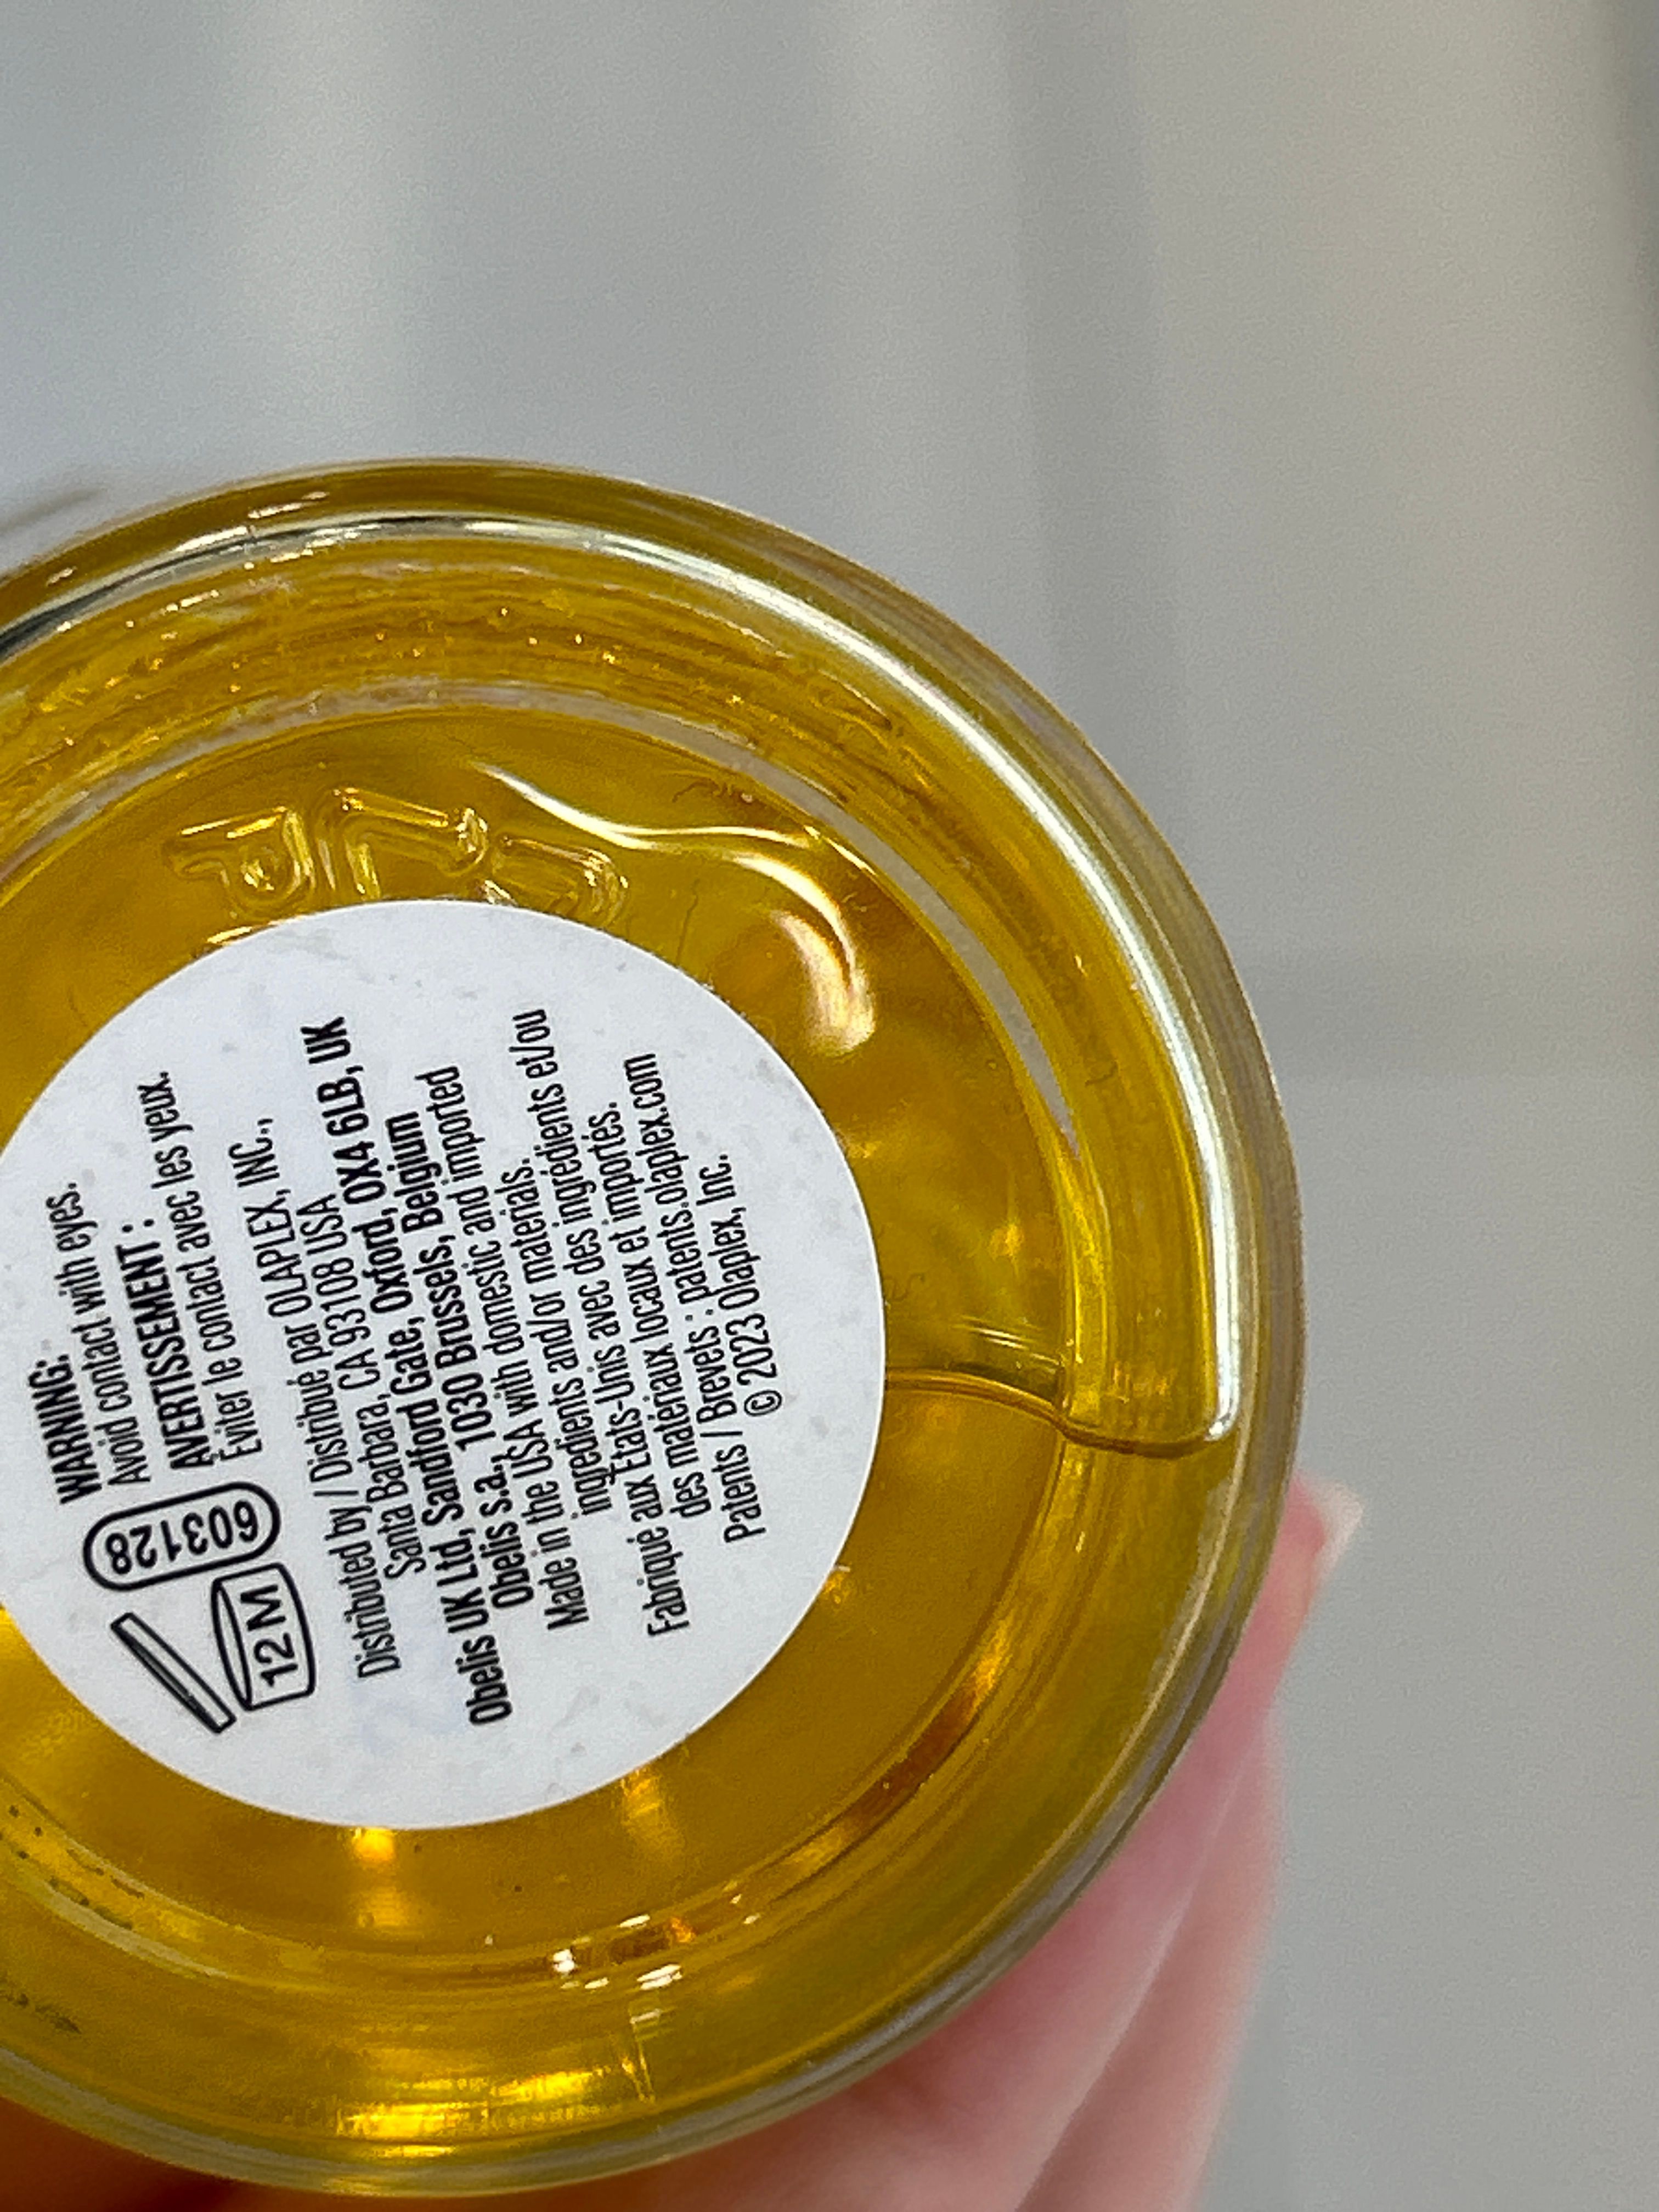 WARNING:
Avoid contact with eyes.
AVERTISSEMENT :
Éviter le contact avec les yeux.
603128
12 M
Distributed by / Distribué par OLAPLEX, INC.,
Santa Barbara, CA 93108 USA
Obelis UK Ltd, Sandford Gate, Oxford, OX4 6LB, UK
Obelis s.a., 1030 Brussels, Belgium
Made in the USA with domestic and imported
ingredients and/or materials.
Fabriqué aux États-Unis avec des ingrédients et/ou
des matériaux locaux et importés.
Patents / Brevets : patents.olaplex.com
© 2023 Olaplex, Inc.